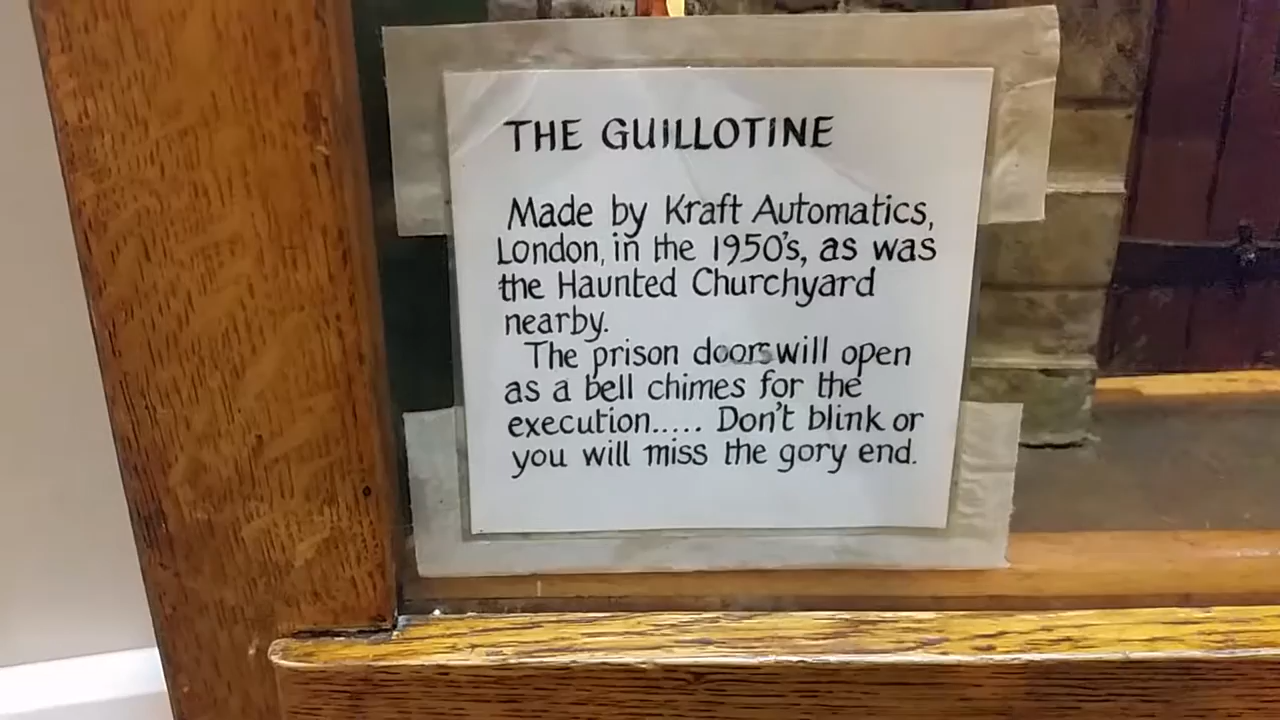 THE GUILLOTINE
Made by Kraft Automatics,
London, in the 1950's, as was
the Haunted Churchyard
nearby.
The prison doors will open
as a bell chimes for the
execution..... Don't blink or
you will miss the gory end.